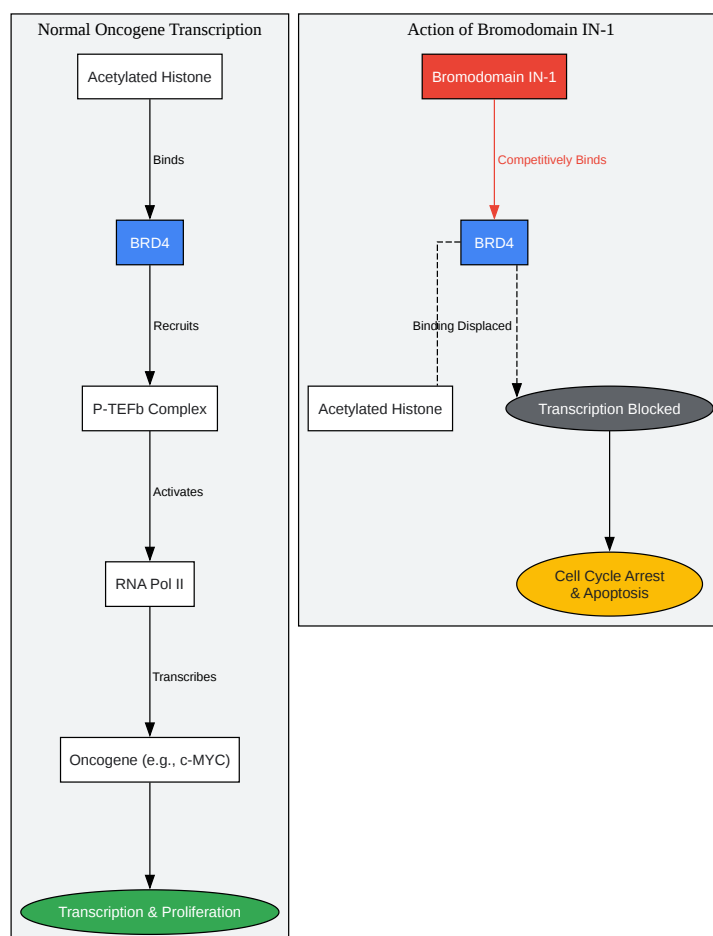 Normal Oncogene Transcription
Acetylated Histone
Binds
BRD4
Recruits
P-TEFb Complex
Activates
RNA Pol II
Transcribes
Oncogene (e.g., c-MYC)
Transcription & Proliferation
Action of Bromodomain IN-1
Bromodomain IN-1
Competitively Binds
BRD4
Binding Displaced
Acetylated Histone
Transcription Blocked
Cell Cycle Arrest
& Apoptosis